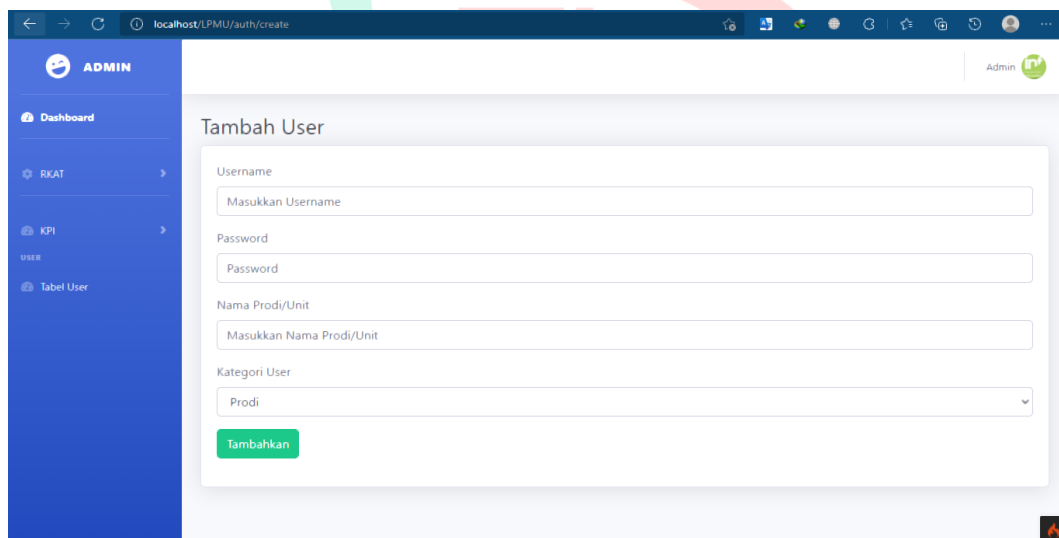 localhost/LPMU/auth/create
ADMIN
Admin
Dashboard
RKAT
KPI
USER
Tabel User
Tambah User
Username
Masukkan Username
Password
Password
Nama Prodi/Unit
Masukkan Nama Prodi/Unit
Kategori User
Prodi
Tambahkan